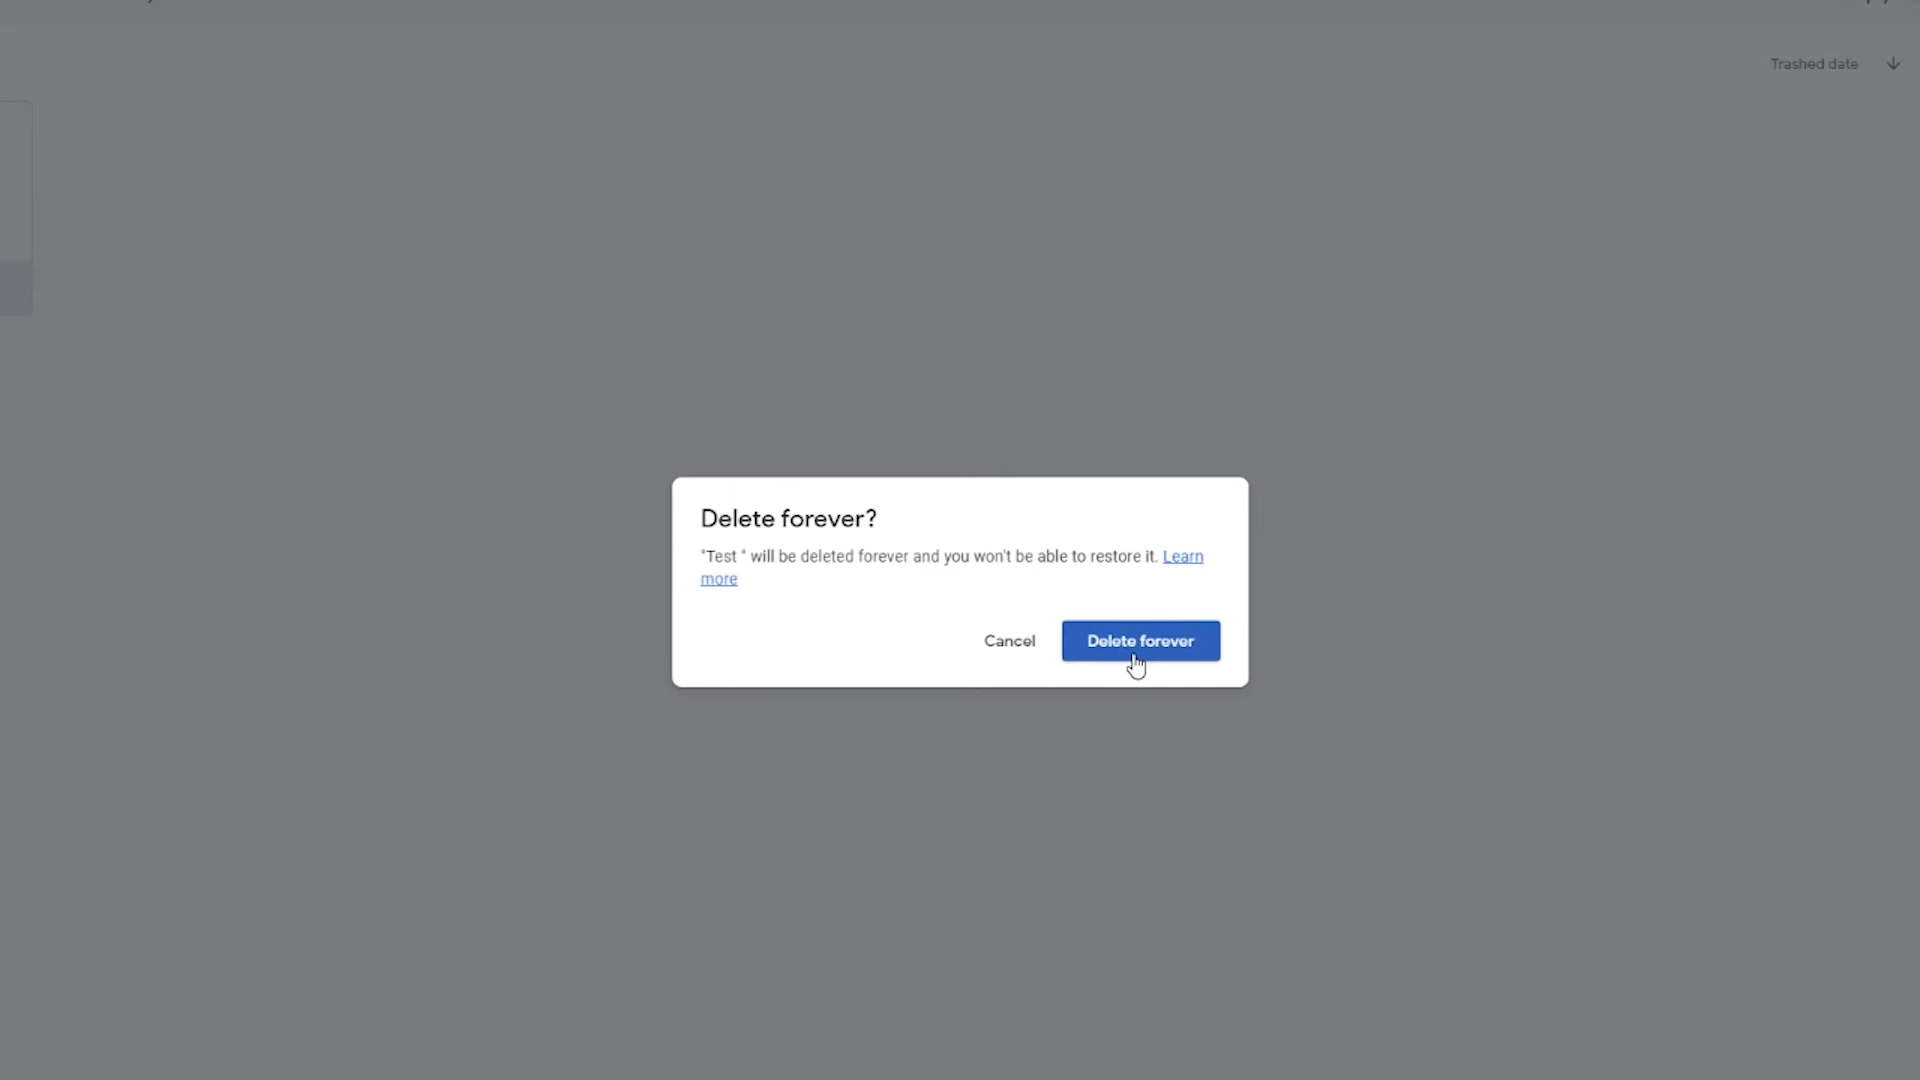 Trashed date
Delete forever?
"Test " will be deleted forever and you won't be able to restore it. Learn
more
Cancel
Delete forever